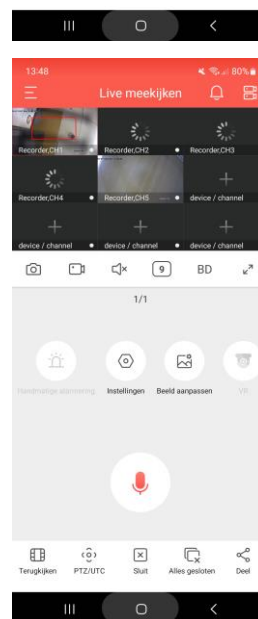 13:48 80%
Live meekijken
Recorder,CH1 Recorder,CH2 Recorder,CH3
Recorder,CH4 Recorder,CH5 device / channel
device / channel device / channel device / channel
9 BD
1/1
Handmatige alarmering Instellingen Beeld aanpassen VR
Terugkijken PTZ/UTC Sluit Alles gesloten Deel